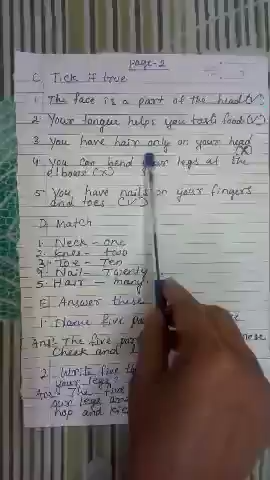 Page-2
C. Tick if true
1. The face is a part of the head (✓)
2. Your tongue helps you taste food (✓)
3. You have hair only on your head (X)
4. You can bend your legs at the elbows (X)
5. You have nails on your fingers and toes (✓)
D. Match
1. Neck - one
2. Knee - two
3. Toe - Ten
4. Nail - Twenty
5. Hair - many
E. Answer these
1. Name five
Ans. The five
Cheek and
2. Write five
your legs?
Ans. The five
our legs are
hop and